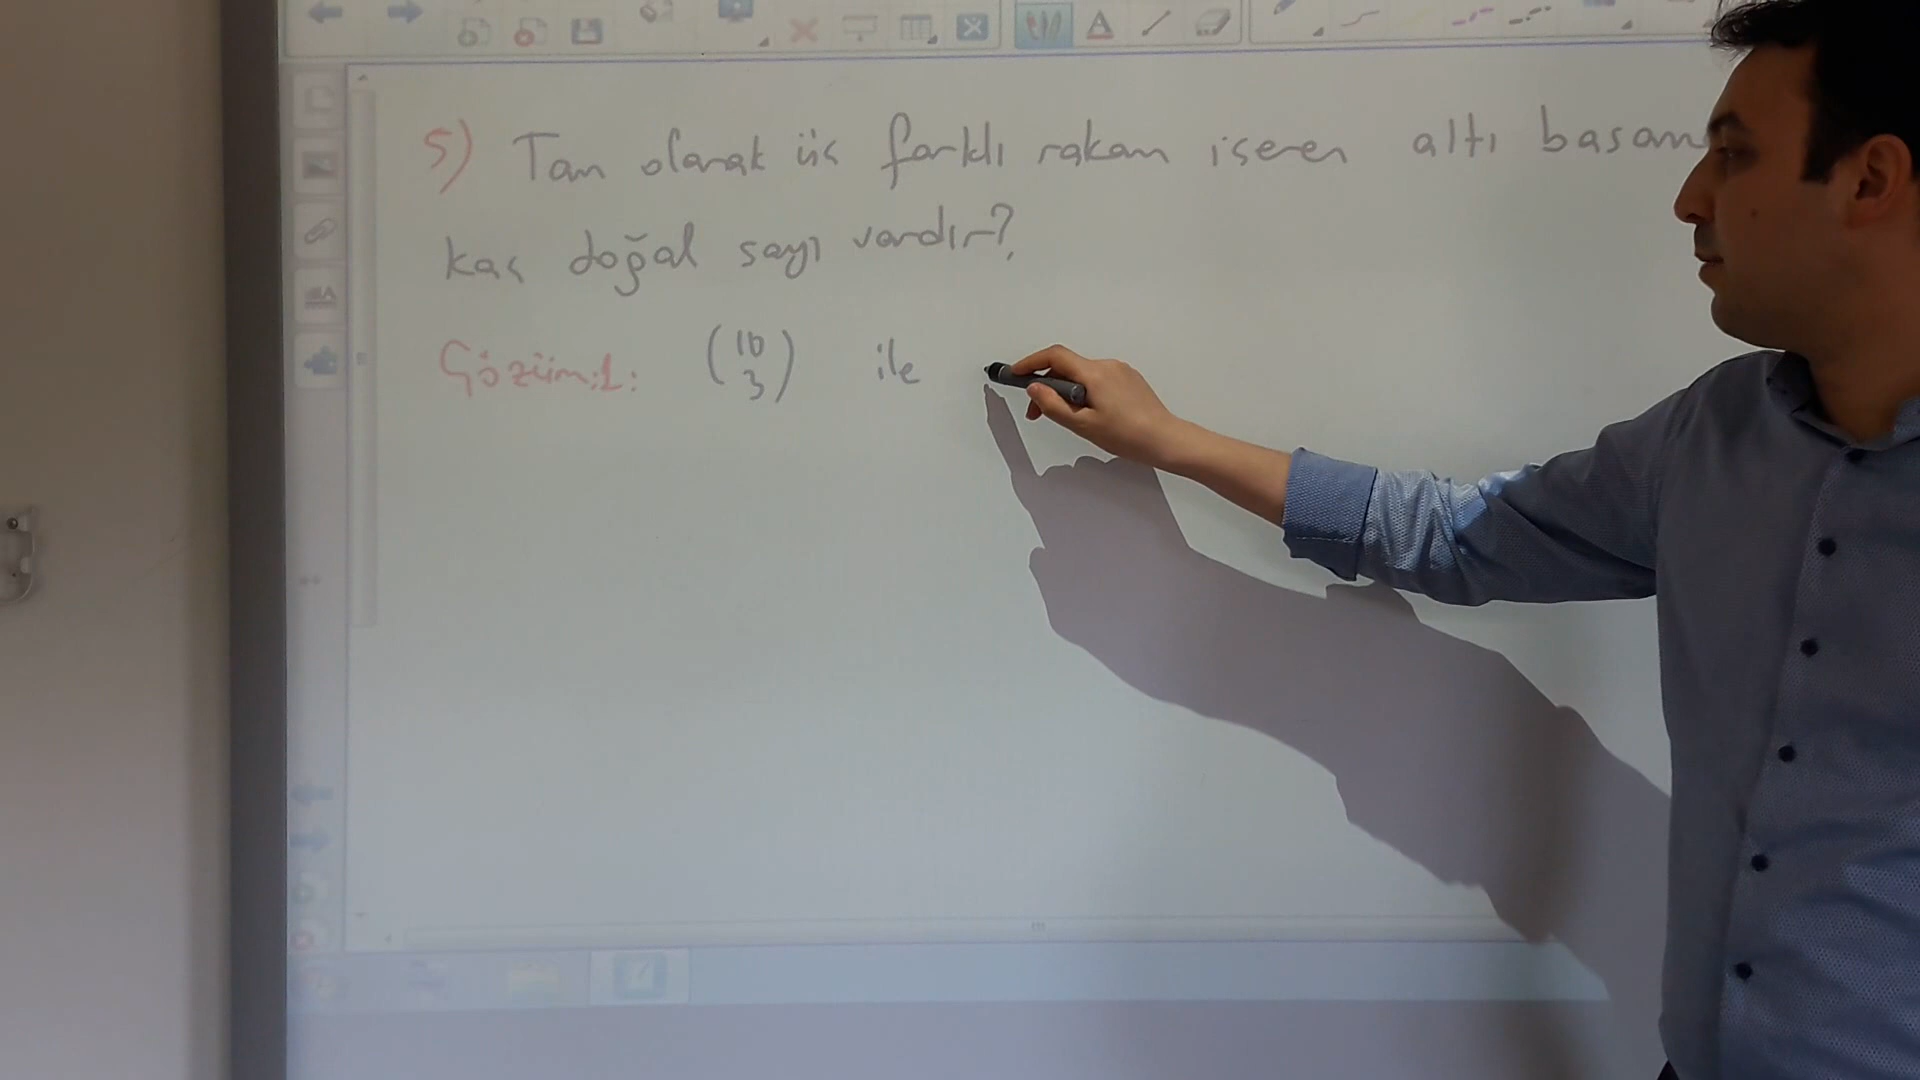 5) Tam olarak üç farklı rakam içeren altı basam
kaç doğal sayı vardır?
Çözüm:1: (10 3) ile